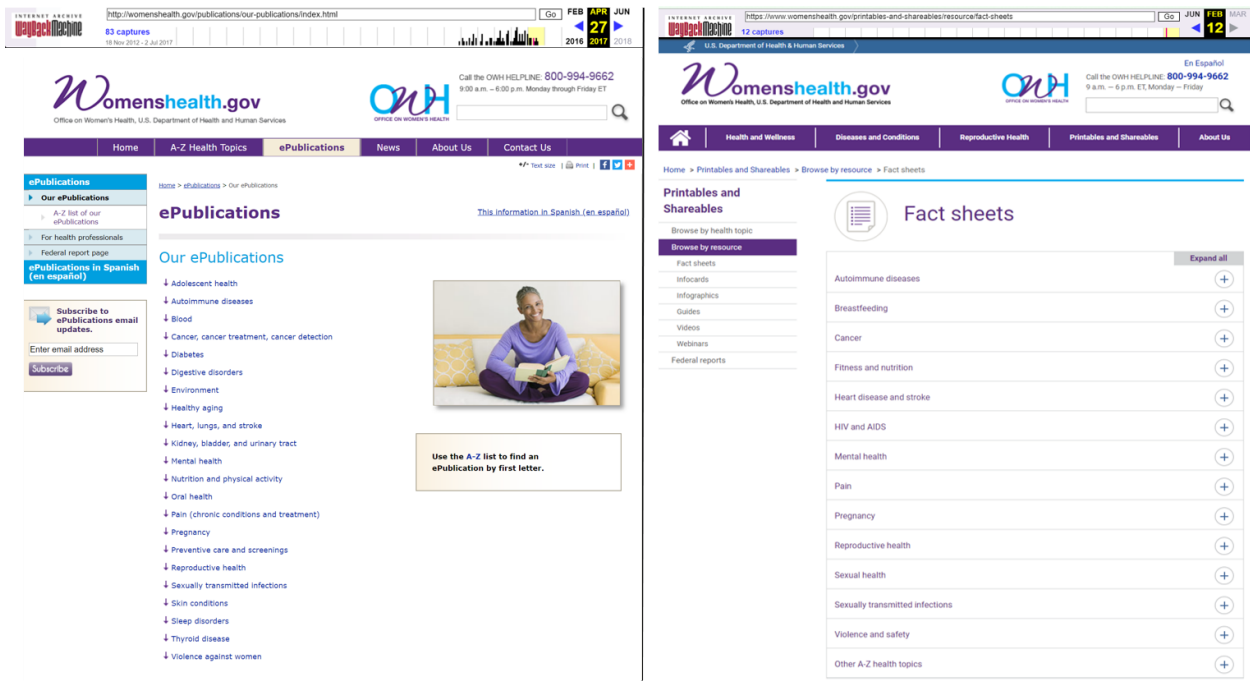 INTERNET ARCHIVE
WayBackMachine
http://womenshealth.gov/publications/our-publications/index.html
Go
FEB APR JUN
83 captures
27
18 Nov 2012 - 2 Jul 2017
2016 2017 2018
Womenshealth.gov
Office on Women's Health, U.S. Department of Health and Human Services
OWH
OFFICE ON WOMEN'S HEALTH
Call the OWH HELPLINE: 800-994-9662
9:00 a.m. – 6:00 p.m. Monday through Friday ET
Home
A-Z Health Topics
ePublications
News
About Us
Contact Us
+/- Text size | Print |
ePublications
Our ePublications
A-Z list of our
ePublications
For health professionals
Federal report page
ePublications in Spanish
(en español)
Subscribe to
ePublications email
updates.
Enter email address
Subscribe
Home > ePublications > Our ePublications
ePublications
This information in Spanish (en español)
Our ePublications
Adolescent health
Autoimmune diseases
Blood
Cancer, cancer treatment, cancer detection
Diabetes
Digestive disorders
Environment
Healthy aging
Heart, lungs, and stroke
Kidney, bladder, and urinary tract
Mental health
Nutrition and physical activity
Oral health
Pain (chronic conditions and treatment)
Pregnancy
Preventive care and screenings
Reproductive health
Sexually transmitted infections
Skin conditions
Sleep disorders
Thyroid disease
Violence against women
Use the A-Z list to find an
ePublication by first letter.
INTERNET ARCHIVE
WayBackMachine
https://www.womenshealth.gov/printables-and-shareables/resource/fact-sheets
Go
JUN FEB MAR
12 captures
12
U.S. Department of Health & Human Services
Womenshealth.gov
Office on Women's Health, U.S. Department of Health and Human Services
OWH
OFFICE ON WOMEN'S HEALTH
En Español
Call the OWH HELPLINE: 800-994-9662
9 a.m. — 6 p.m. ET, Monday — Friday
Health and Wellness
Diseases and Conditions
Reproductive Health
Printables and Shareables
About Us
Home > Printables and Shareables > Browse by resource > Fact sheets
Printables and
Shareables
Browse by health topic
Browse by resource
Fact sheets
Infocards
Infographics
Guides
Videos
Webinars
Federal reports
Fact sheets
Expand all
Autoimmune diseases
Breastfeeding
Cancer
Fitness and nutrition
Heart disease and stroke
HIV and AIDS
Mental health
Pain
Pregnancy
Reproductive health
Sexual health
Sexually transmitted infections
Violence and safety
Other A-Z health topics